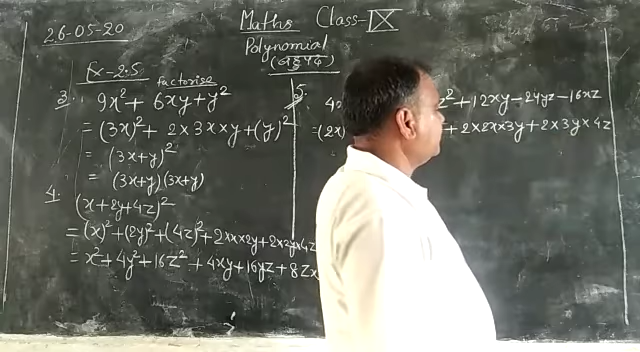 26-05-20
Maths Class-IX
Polynomial
(बहुपद)
Ex-2.5 factorise
3. 9x² + 6xy + y²
= (3x)² + 2×3x×y + (y)²
= (3x+y)²
= (3x+y)(3x+y)
4. (x+2y+4z)²
= (x)² + (2y)² + (4z)² + 2×x×2y + 2×2y×4z
= x² + 4y² + 16z² + 4xy + 16yz + 8zx
5. 4x
z² + 12xy - 24yz - 16xz
= (2x)
+ 2×2x×3y + 2×3y×4z